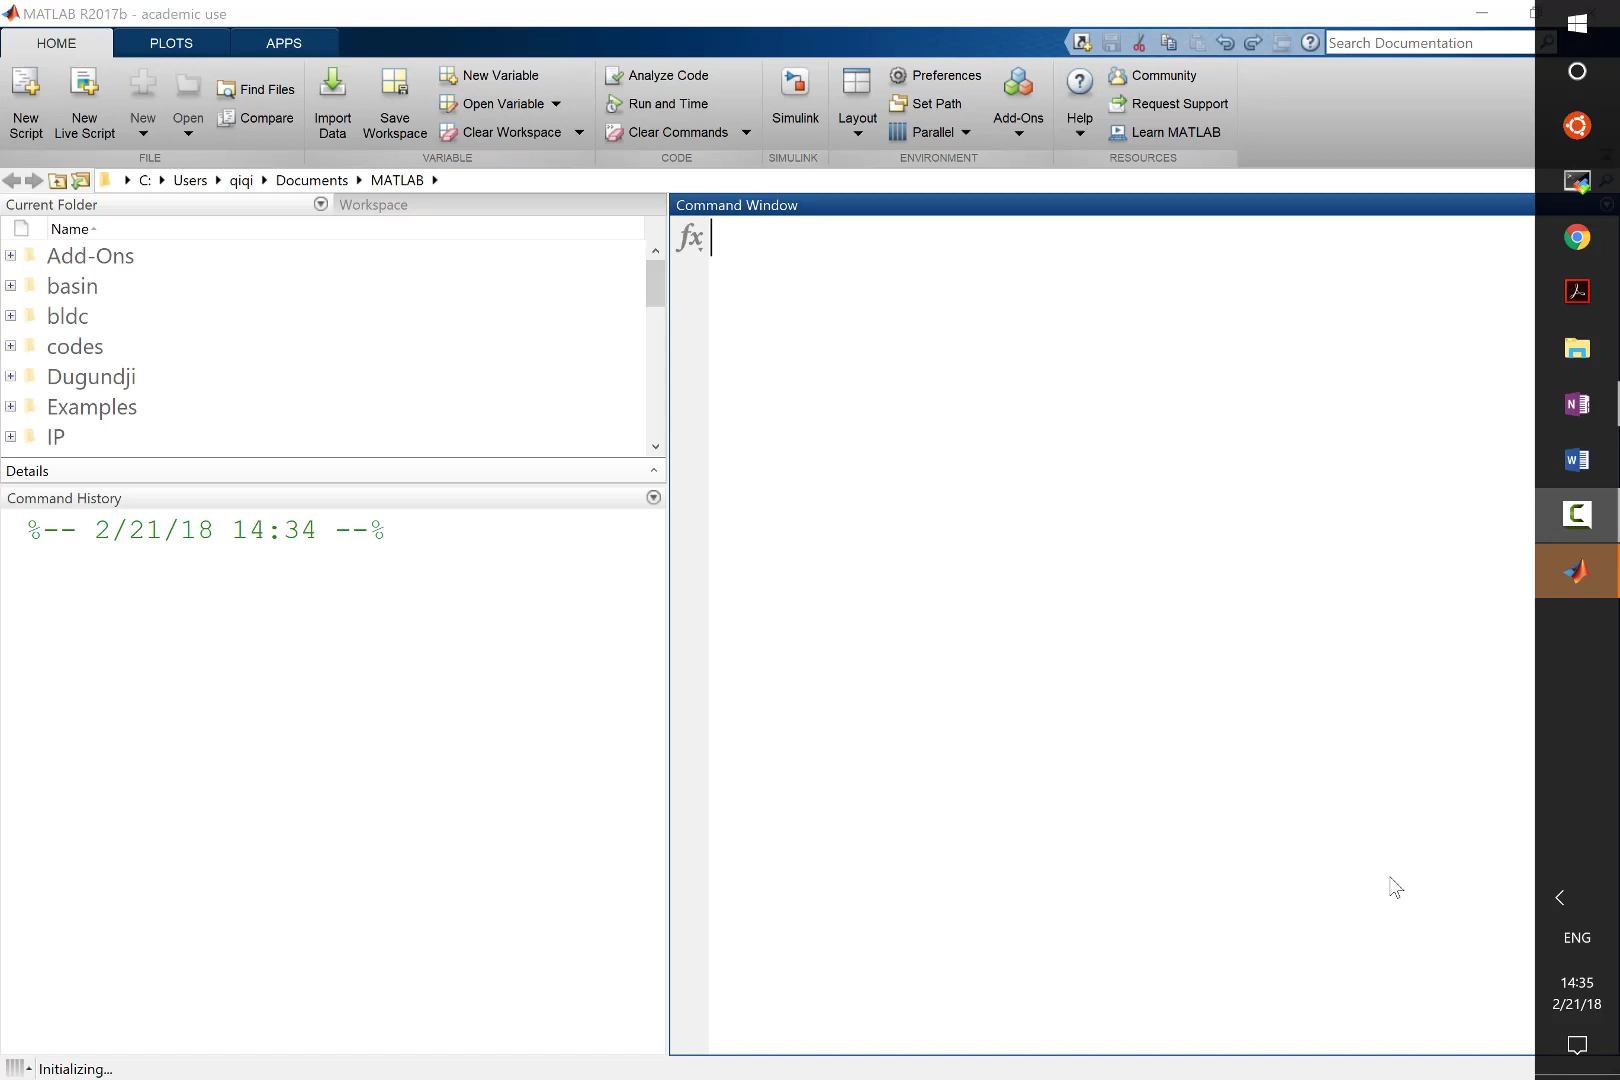 MATLAB R2017b - academic use
HOME
PLOTS
APPS
Search Documentation
New Script
New Live Script
New
Open
Find Files
Compare
Import Data
Save Workspace
New Variable
Open Variable
Clear Workspace
Analyze Code
Run and Time
Clear Commands
Simulink
Layout
Preferences
Set Path
Parallel
Add-Ons
Help
Community
Request Support
Learn MATLAB
FILE
VARIABLE
CODE
SIMULINK
ENVIRONMENT
RESOURCES
C: Users qiqi Documents MATLAB
Current Folder
Workspace
Name
Add-Ons
basin
bldc
codes
Dugundji
Examples
IP
Details
Command History
%-- 2/21/18 14:34 --%
Command Window
fx
ENG
14:35
2/21/18
Initializing...